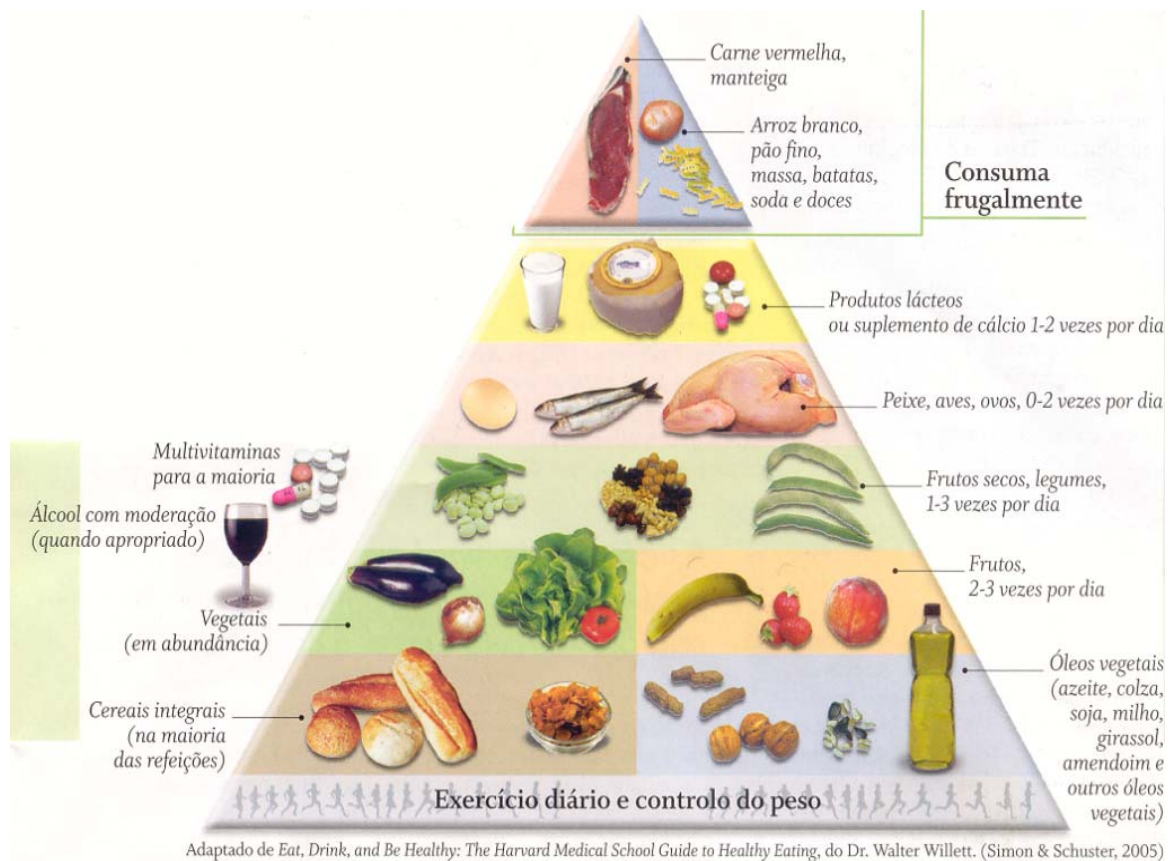 Carne vermelha,
manteiga
Arroz branco,
pão fino,
massa, batatas,
soda e doces
Consuma
frugalmente
Produtos lácteos
ou suplemento de cálcio 1-2 vezes por dia
Peixe, aves, ovos, 0-2 vezes por dia
Multivitaminas
para a maioria
Álcool com moderação
(quando apropriado)
Frutos secos, legumes,
1-3 vezes por dia
Vegetais
(em abundância)
Frutos,
2-3 vezes por dia
Cereais integrais
(na maioria
das refeições)
Óleos vegetais
(azeite, colza,
soja, milho,
girassol,
amendoim e
outros óleos
vegetais)
Exercício diário e controlo do peso
Adaptado de Eat, Drink, and Be Healthy: The Harvard Medical School Guide to Healthy Eating, do Dr. Walter Willett. (Simon & Schuster, 2005)